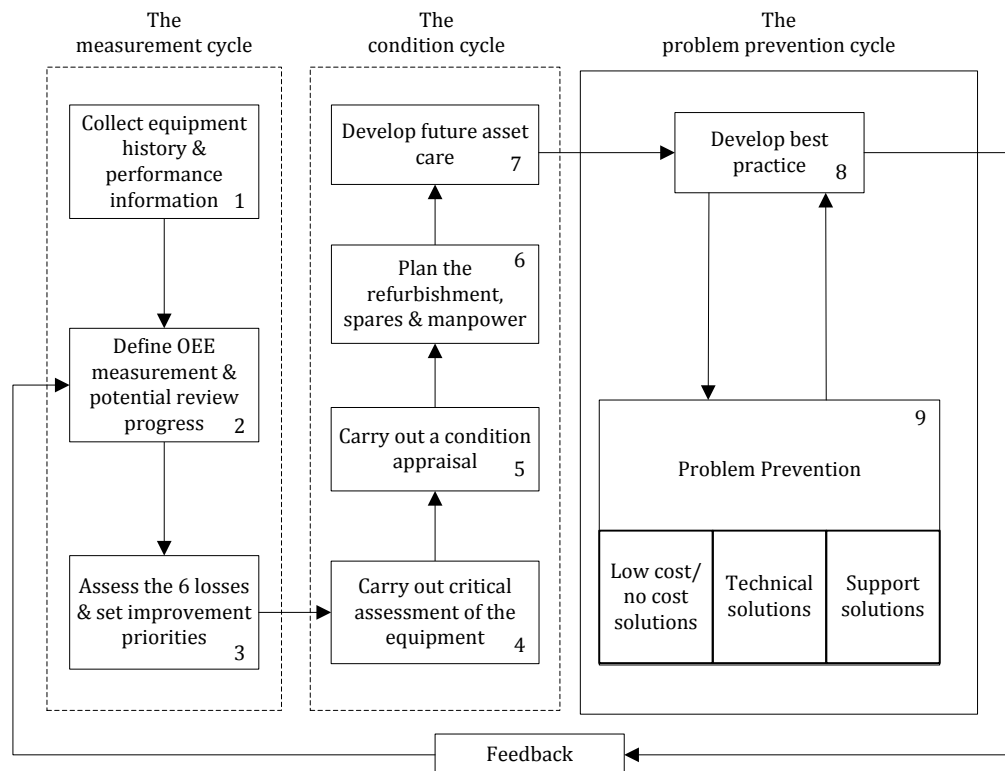 The
measurement cycle
Collect equipment
history &
performance
information
1
Define OEE
measurement &
potential review
progress
2
Assess the 6 losses
& set improvement
priorities
3
The
condition cycle
Develop future asset
care
7
6
Plan the
refurbishment,
spares & manpower
Carry out a condition
appraisal
5
Carry out critical
assessment of the
equipment
4
The
problem prevention cycle
Develop best
practice
8
9
Problem Prevention
Low cost/
no cost
solutions
Technical
solutions
Support
solutions
Feedback